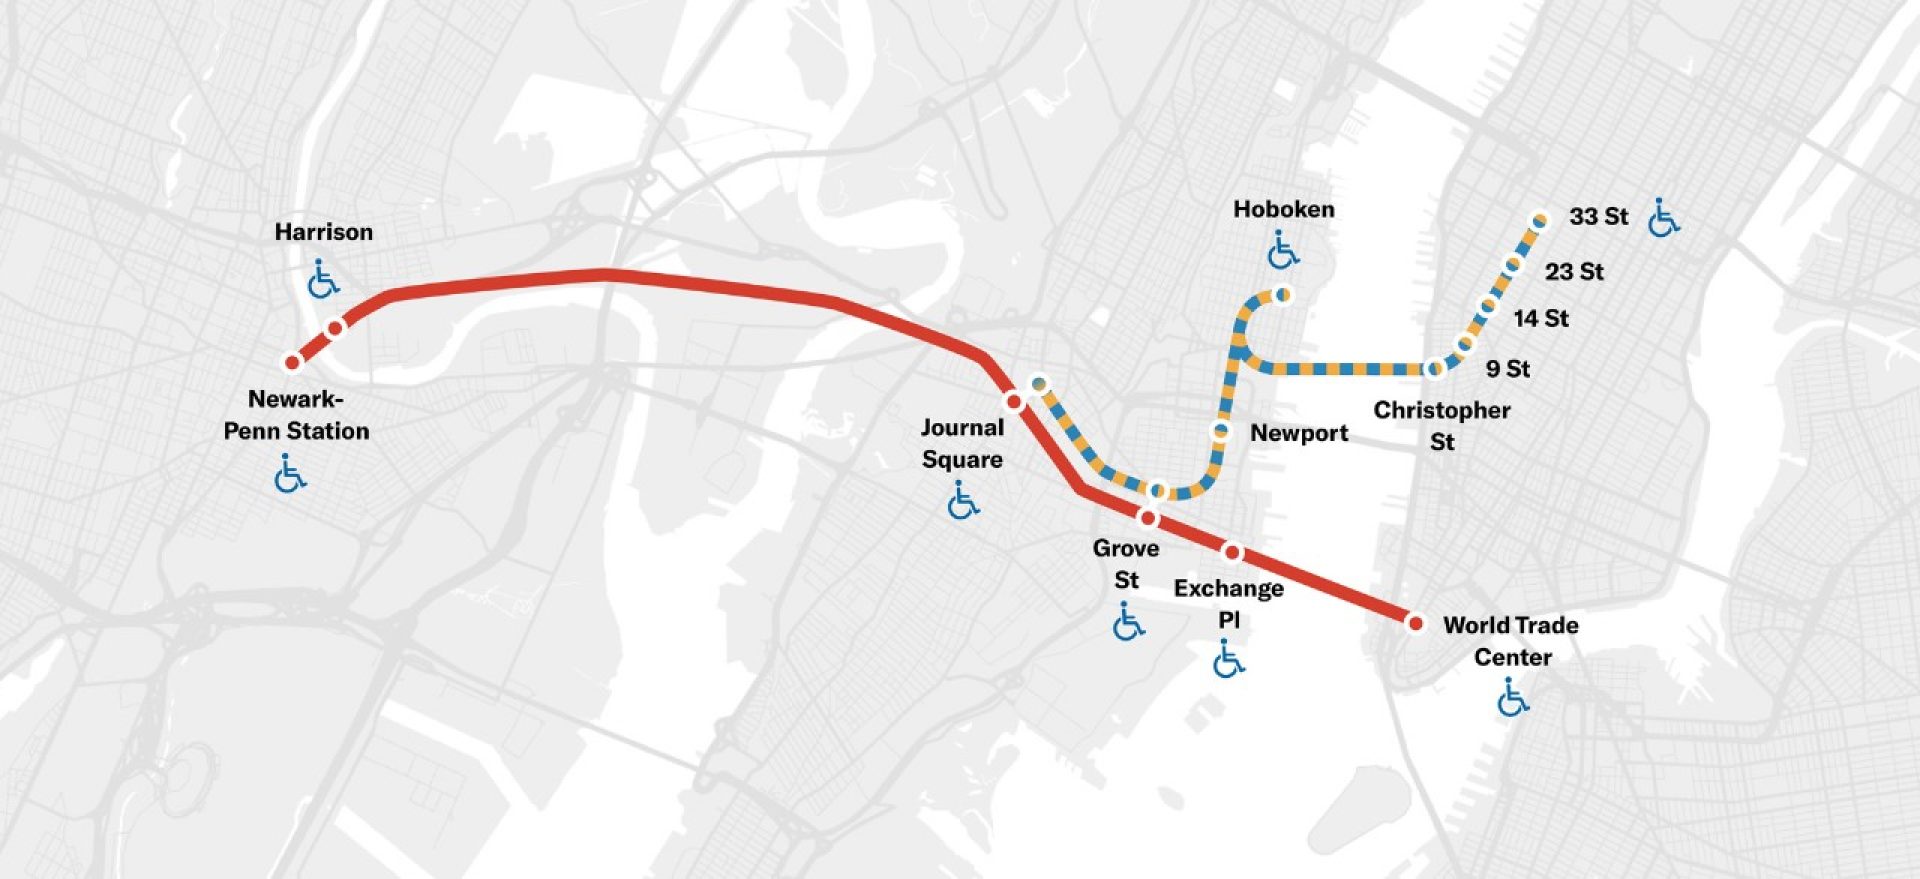 Harrison
Newark-
Penn Station
Journal
Square
Grove
St
Exchange
Pl
World Trade
Center
Newport
Hoboken
Christopher
St
9 St
14 St
23 St
33 St